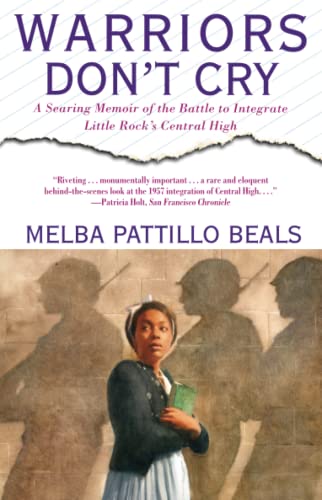 WARRIORS
DON'T CRY
A Searing Memoir of the Battle to Integrate
Little Rock's Central High
"Riveting . . . monumentally important . . . a rare and eloquent
behind-the-scenes look at the 1957 integration of Central High. . . ."
—Patricia Holt, San Francisco Chronicle
MELBA PATTILLO BEALS